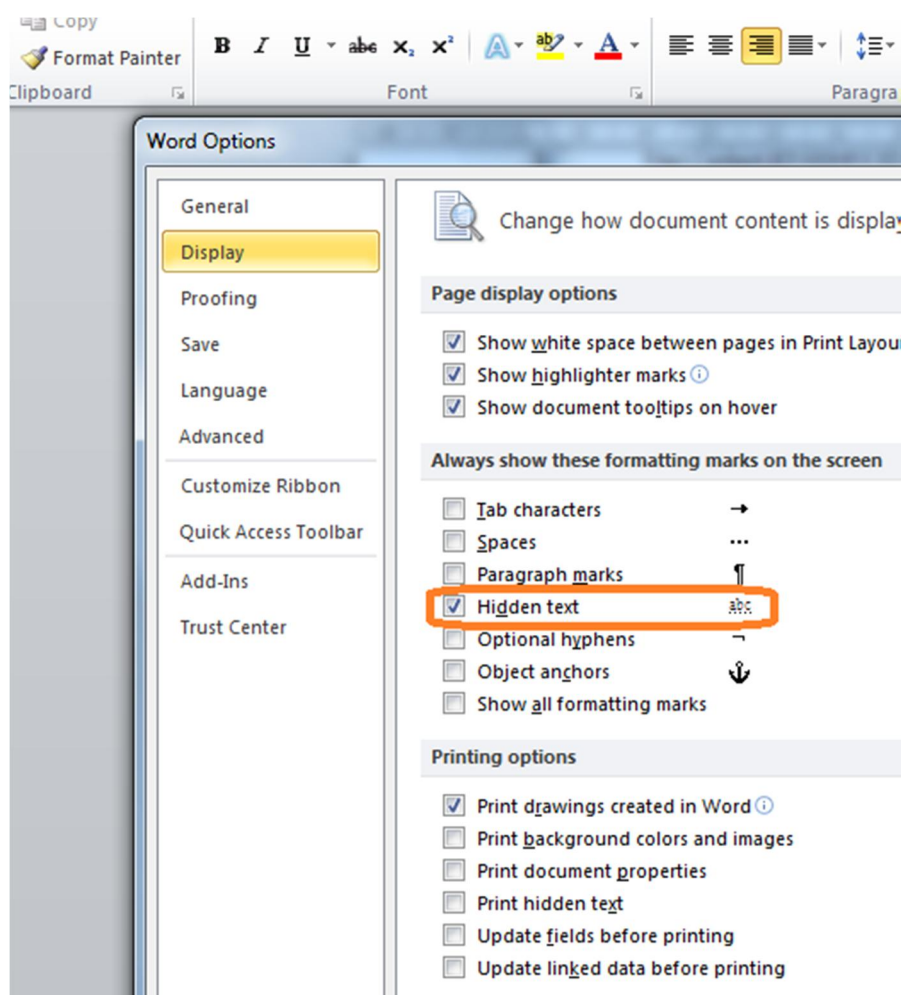 Copy
Format Painter
B I U abc x₂ x² A ab A
Clipboard Font Paragra
Word Options
General
Display
Proofing
Save
Language
Advanced
Customize Ribbon
Quick Access Toolbar
Add-Ins
Trust Center
Change how document content is display
Page display options
Show white space between pages in Print Layou
Show highlighter marks
Show document tooltips on hover
Always show these formatting marks on the screen
Tab characters →
Spaces ...
Paragraph marks ¶
Hidden text abc
Optional hyphens ¬
Object anchors
Show all formatting marks
Printing options
Print drawings created in Word
Print background colors and images
Print document properties
Print hidden text
Update fields before printing
Update linked data before printing